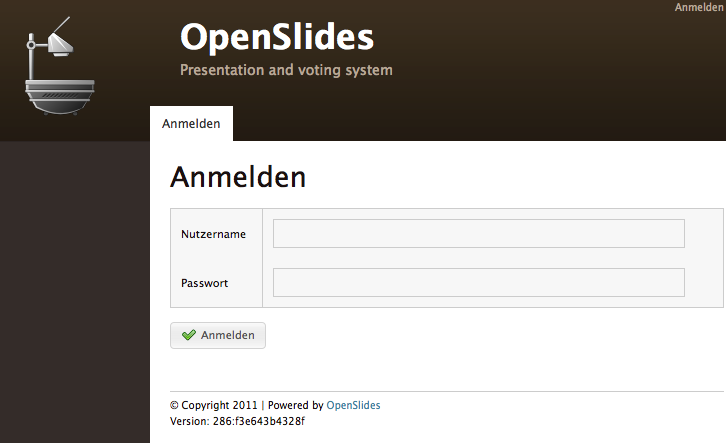 Anmelden
OpenSlides
Presentation and voting system
Anmelden
Anmelden
Nutzername
Passwort
Anmelden
© Copyright 2011 | Powered by OpenSlides
Version: 286:f3e643b4328f